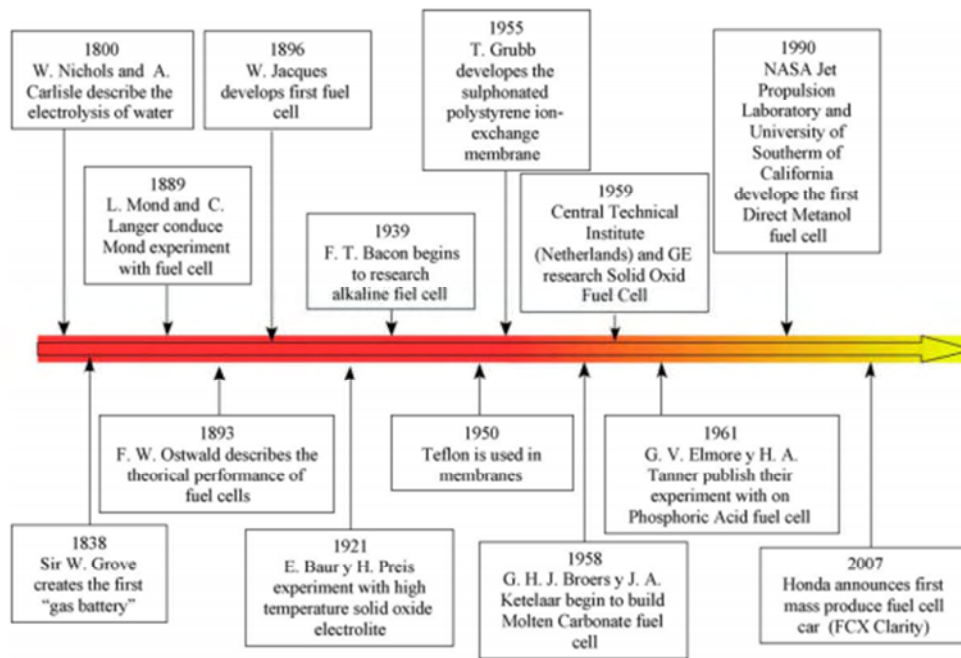 1800
W. Nichols and A.
Carlisle describe the
electrolysis of water
1896
W. Jacques
develops first fuel
cell
1955
T. Grubb
developes the
sulphonated
polystyrene ion-
exchange
membrane
1990
NASA Jet
Propulsion
Laboratory and
University of
Southerm of
California
develope the first
Direct Metanol
fuel cell
1889
L. Mond and C.
Langer conduce
Mond experiment
with fuel cell
1939
F. T. Bacon begins
to research
alkaline fiel cell
1959
Central Technical
Institute
(Netherlands) and GE
research Solid Oxid
Fuel Cell
1893
F. W. Ostwald describes the
theorical performance of
fuel cells
1950
Teflon is used in
membranes
1961
G. V. Elmore y H. A.
Tanner publish their
experiment with on
Phosphoric Acid fuel cell
1838
Sir W. Grove
creates the first
“gas battery”
1921
E. Baur y H. Preis
experiment with high
temperature solid oxide
electrolite
1958
G. H. J. Broers y J. A.
Ketelaar begin to build
Molten Carbonate fuel
cell
2007
Honda announces first
mass produce fuel cell
car (FCX Clarity)